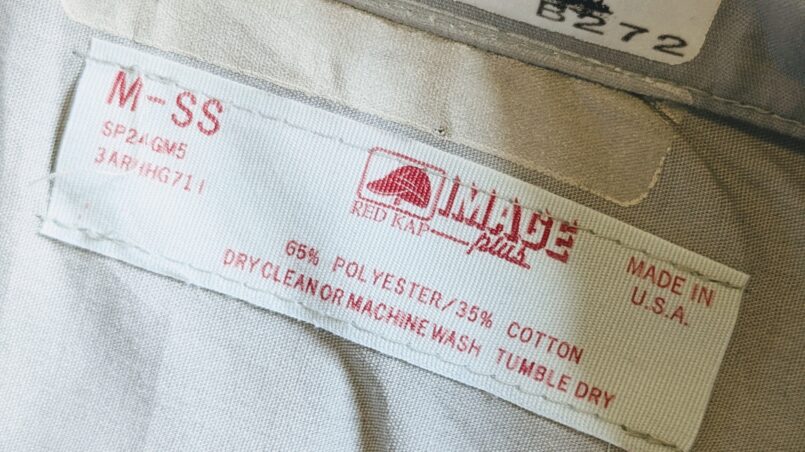 B272
M-SS
SP24GM5
RED KAP
IMAGE
plus
MADE IN
U.S.A.
65% POLYESTER/35% COTTON
DRY CLEAN OR MACHINE WASH TUMBLE DRY